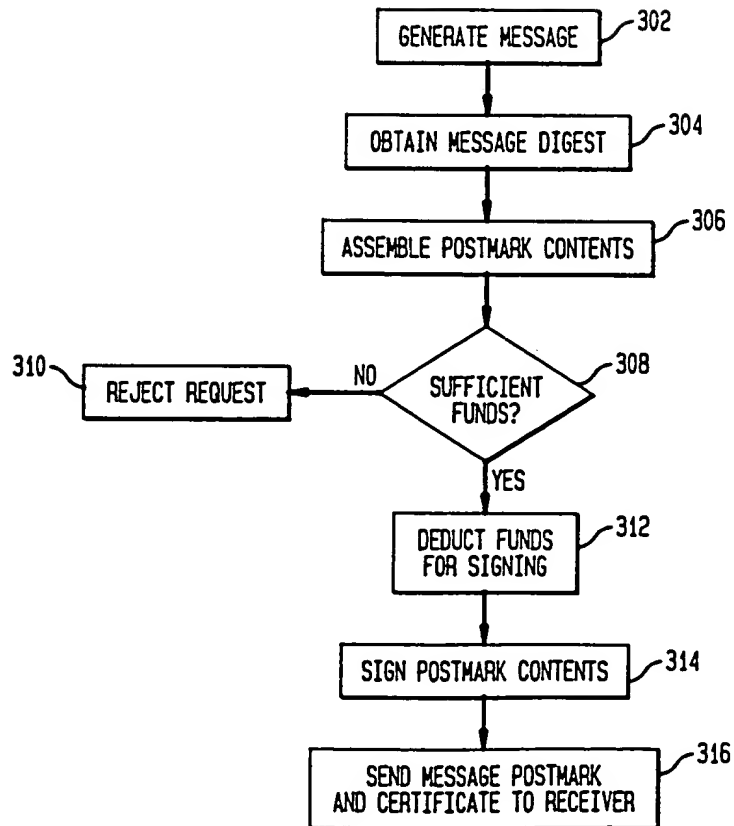 GENERATE MESSAGE
302
OBTAIN MESSAGE DIGEST
304
ASSEMBLE POSTMARK CONTENTS
306
SUFFICIENT
FUNDS?
308
NO
310
REJECT REQUEST
YES
DEDUCT FUNDS
FOR SIGNING
312
SIGN POSTMARK CONTENTS
314
SEND MESSAGE POSTMARK
AND CERTIFICATE TO RECEIVER
316